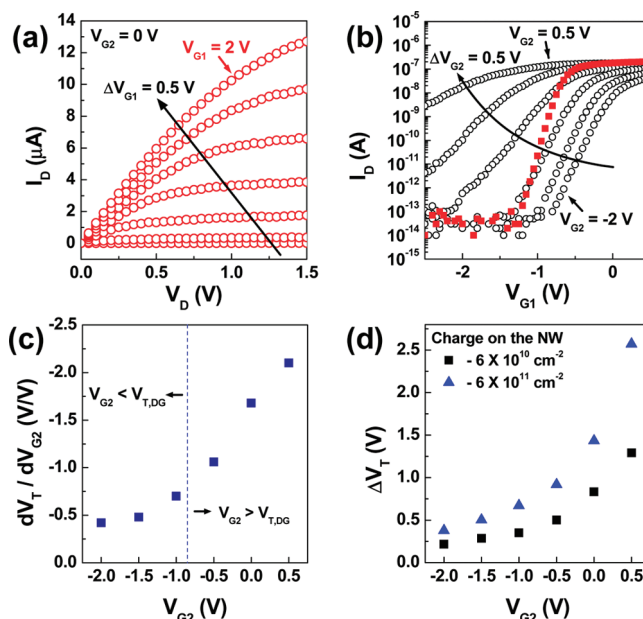 (a)
V_G2 = 0 V
V_G1 = 2 V
ΔV_G1 = 0.5 V
14
12
10
8
6
4
2
0
I_D (μA)
0.0 0.5 1.0 1.5
V_D (V)
(b)
V_G2 = 0.5 V
ΔV_G2 = 0.5 V
V_G2 = -2 V
10^-5
10^-6
10^-7
10^-8
10^-9
10^-10
10^-11
10^-12
10^-13
10^-14
10^-15
I_D (A)
-2 -1 0
V_G1 (V)
(c)
-2.5
-2.0
-1.5
-1.0
-0.5
0.0
dV_T / dV_G2 (V/V)
V_G2 < V_T,DG
V_G2 > V_T,DG
-2.0 -1.5 -1.0 -0.5 0.0 0.5
V_G2 (V)
(d)
Charge on the NW
- 6 X 10^10 cm^-2
- 6 X 10^11 cm^-2
2.5
2.0
1.5
1.0
0.5
0.0
ΔV_T (V)
-2.0 -1.5 -1.0 -0.5 0.0 0.5
V_G2 (V)